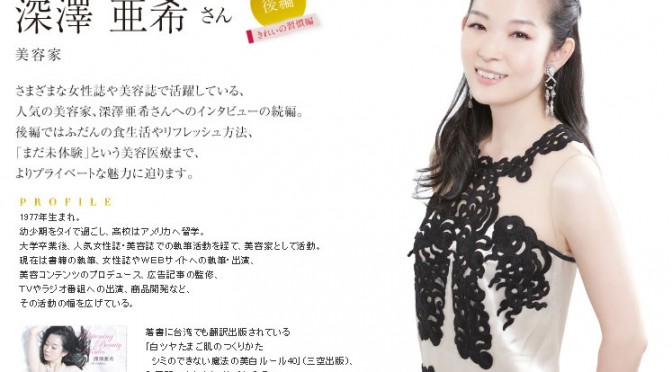 深澤 亜希 さん
後編
きれいの習慣編
美容家
さまざまな女性誌や美容誌で活躍している、
人気の美容家、深澤亜希さんへのインタビューの続編。
後編ではふだんの食生活やリフレッシュ方法、
「まだ未体験」という美容医療まで、
よりプライベートな魅力に迫ります。
PROFILE
1977年生まれ。
幼少期をタイで過ごし、高校はアメリカへ留学。
大学卒業後、人気女性誌・美容誌での執筆活動を経て、美容家として活動。
現在は書籍の執筆、女性誌やWEBサイトへの執筆・出演、
美容コンテンツのプロデュース、広告記事の監修、
TVやラジオ番組への出演、商品開発など、
その活動の幅を広げている。
著書に台湾でも翻訳出版されている
「白ツヤたまご肌のつくりかた
シミのできない魔法の美白ルール40」(三空出版)、
Beauty
深澤亜希